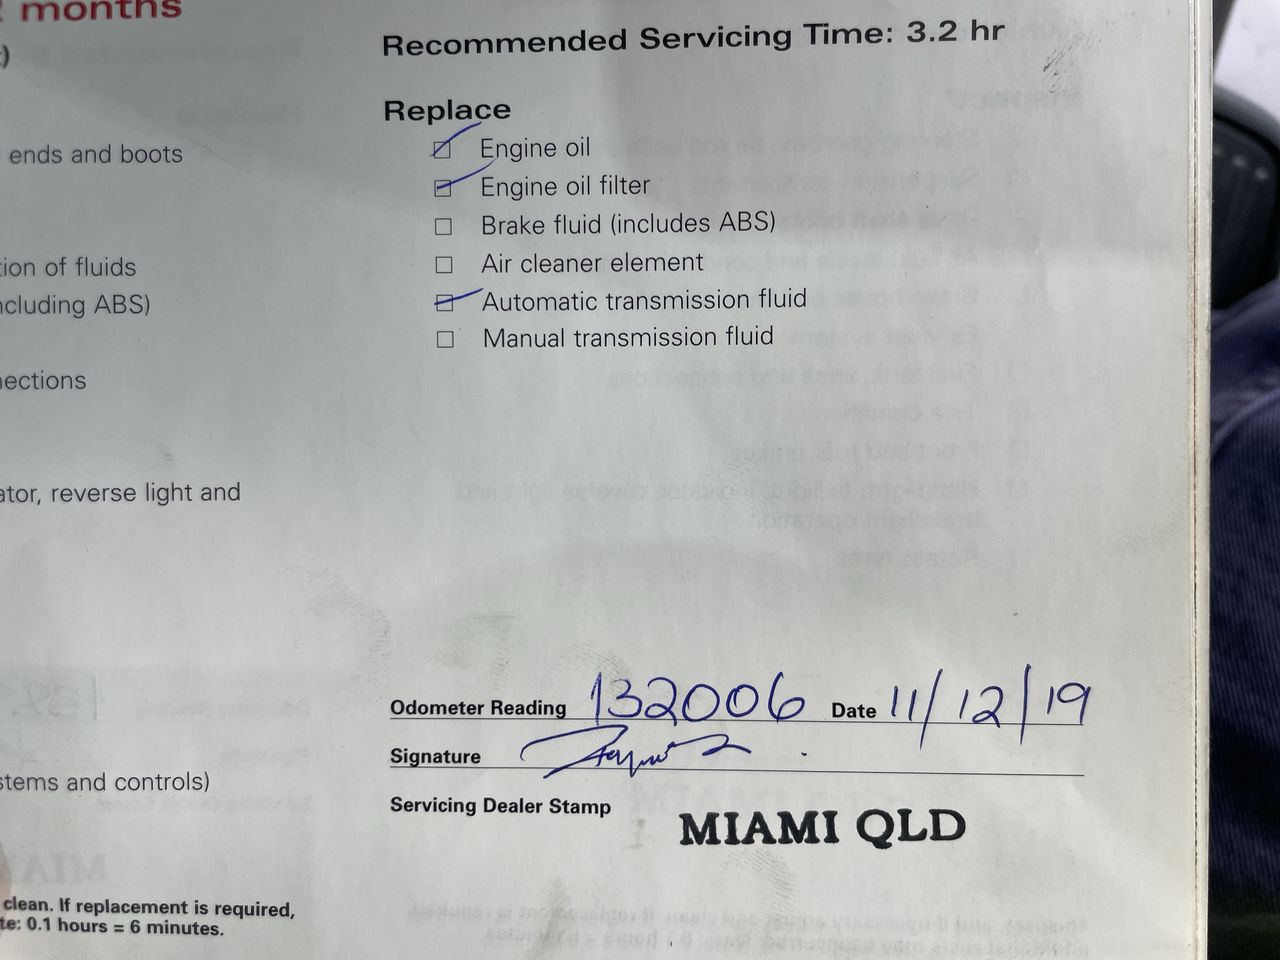 months
Recommended Servicing Time: 3.2 hr
Replace
ends and boots
Engine oil
Engine oil filter
Brake fluid (includes ABS)
tion of fluids
Air cleaner element
ncluding ABS)
Automatic transmission fluid
Manual transmission fluid
nections
ator, reverse light and
Odometer Reading 132006 Date 11/12/19
Signature
stems and controls)
Servicing Dealer Stamp
MIAMI QLD
clean. If replacement is required,
te: 0.1 hours = 6 minutes.